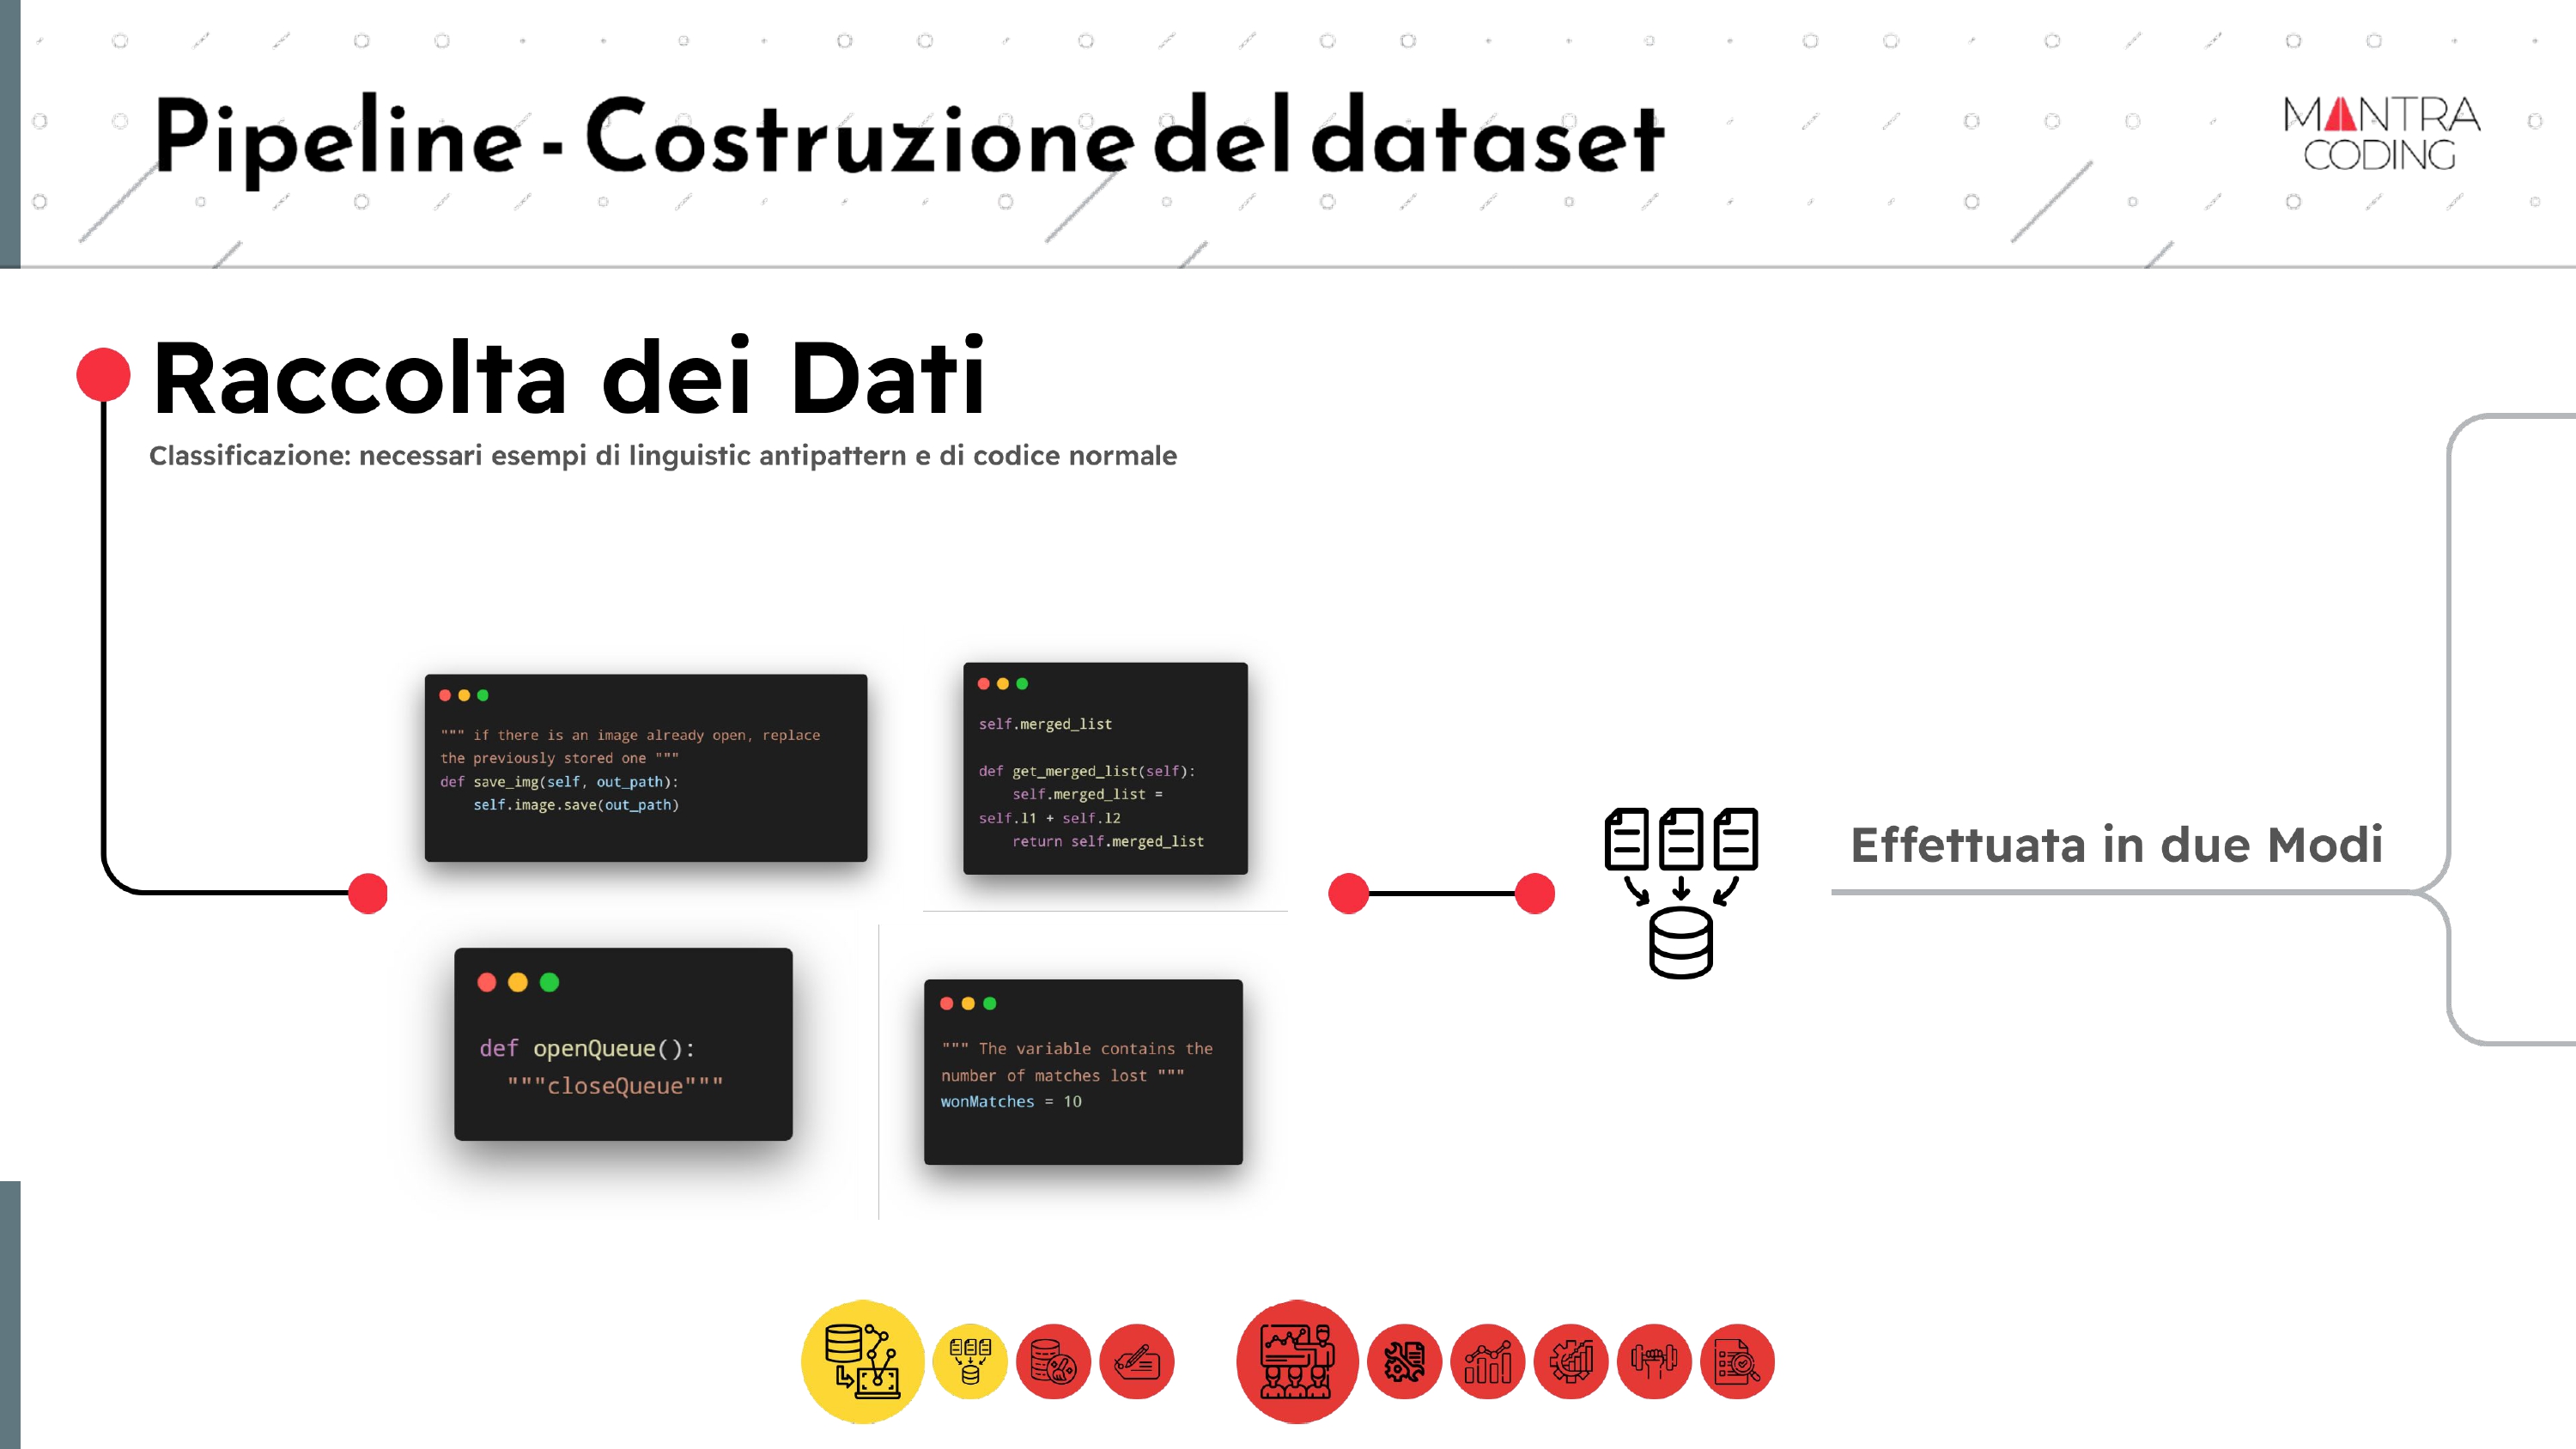 Pipeline - Costruzione del dataset
MANTRA
CODING
Raccolta dei Dati
Classificazione: necessari esempi di linguistic antipattern e di codice normale
""" if there is an image already open, replace
the previously stored one """
def save_img(self, out_path):
    self.image.save(out_path)
self.merged_list
def get_merged_list(self):
    self.merged_list =
self.l1 + self.l2
    return self.merged_list
Effettuata in due Modi
def openQueue():
  """closeQueue"""
""" The variable contains the
number of matches lost """
wonMatches = 10